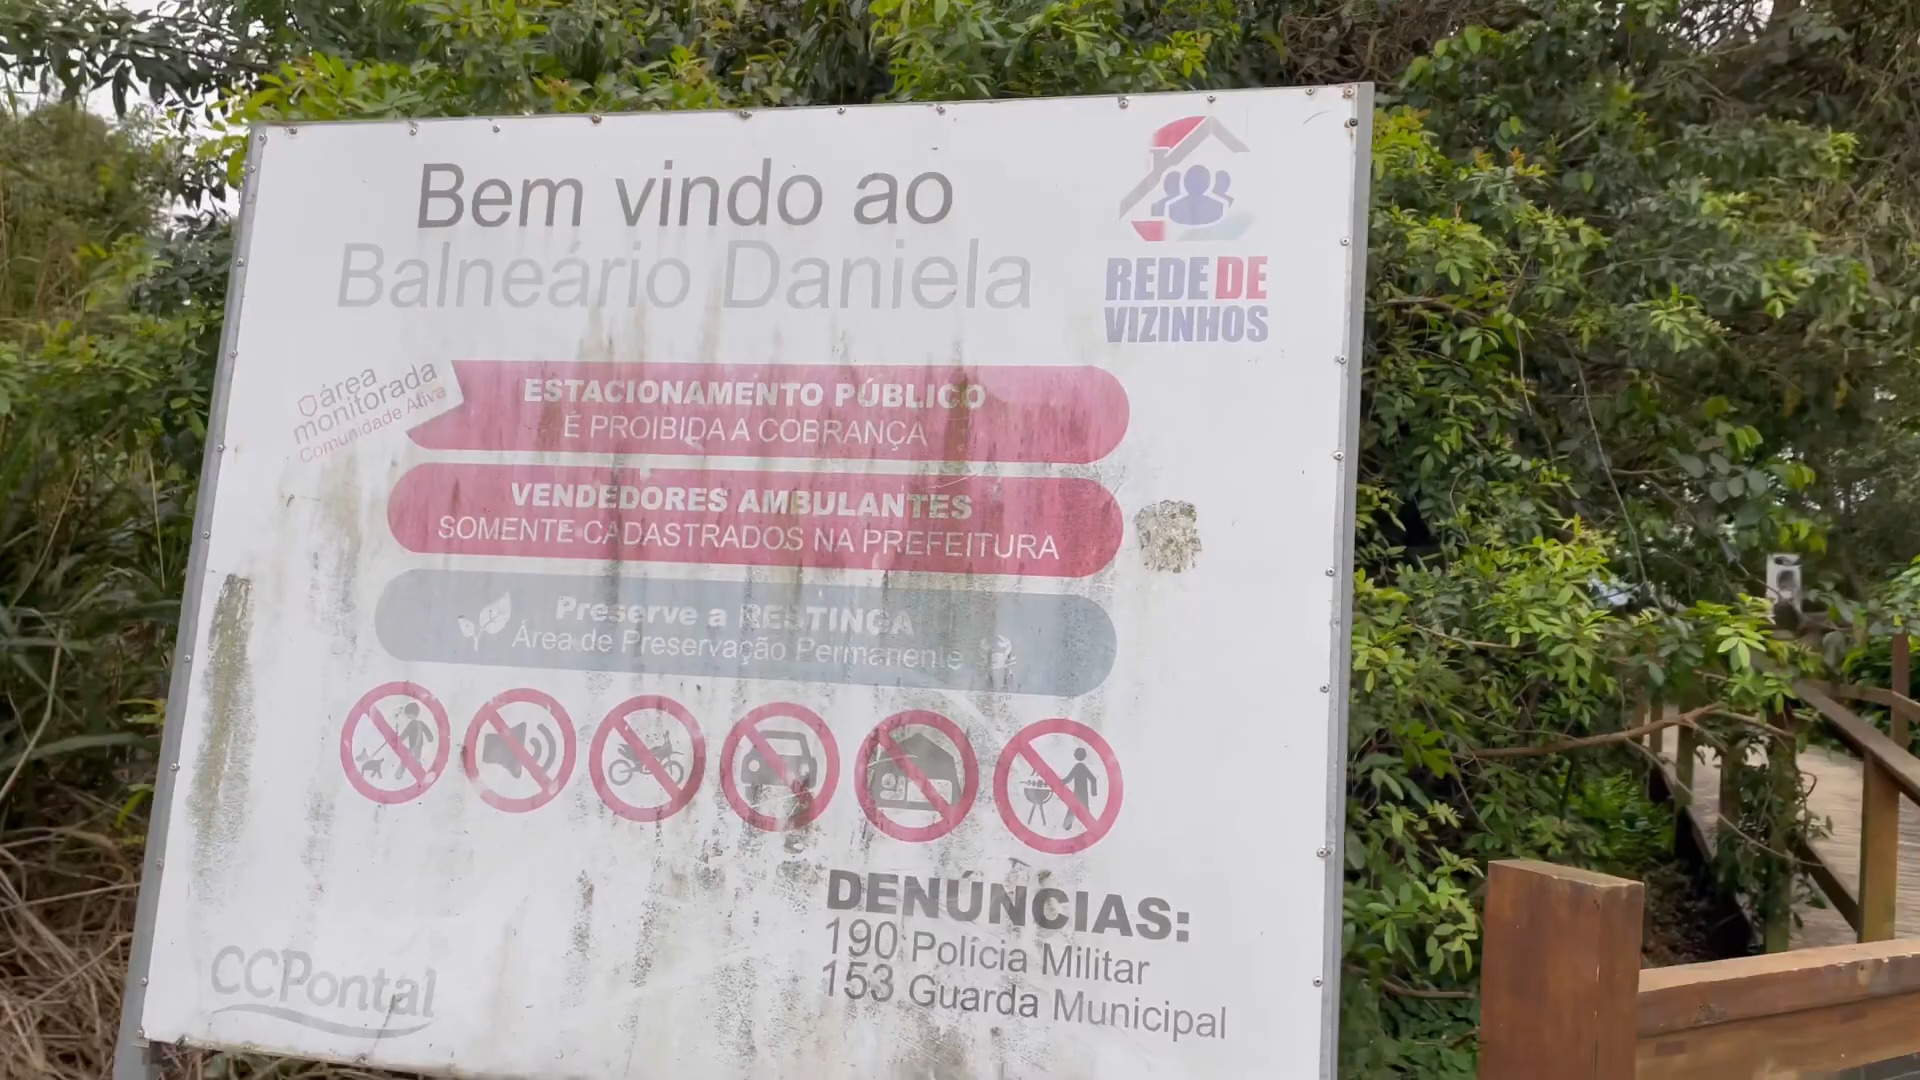 Bem vindo ao
Balneário Daniela
REDE DE
VIZINHOS
área
monitorada
Comunidade Ativa
ESTACIONAMENTO PÚBLICO
É PROIBIDA A COBRANÇA
VENDEDORES AMBULANTES
SOMENTE CADASTRADOS NA PREFEITURA
Preserve a RESTINGA
Área de Preservação Permanente
DENÚNCIAS:
190 Polícia Militar
153 Guarda Municipal
CCPontal